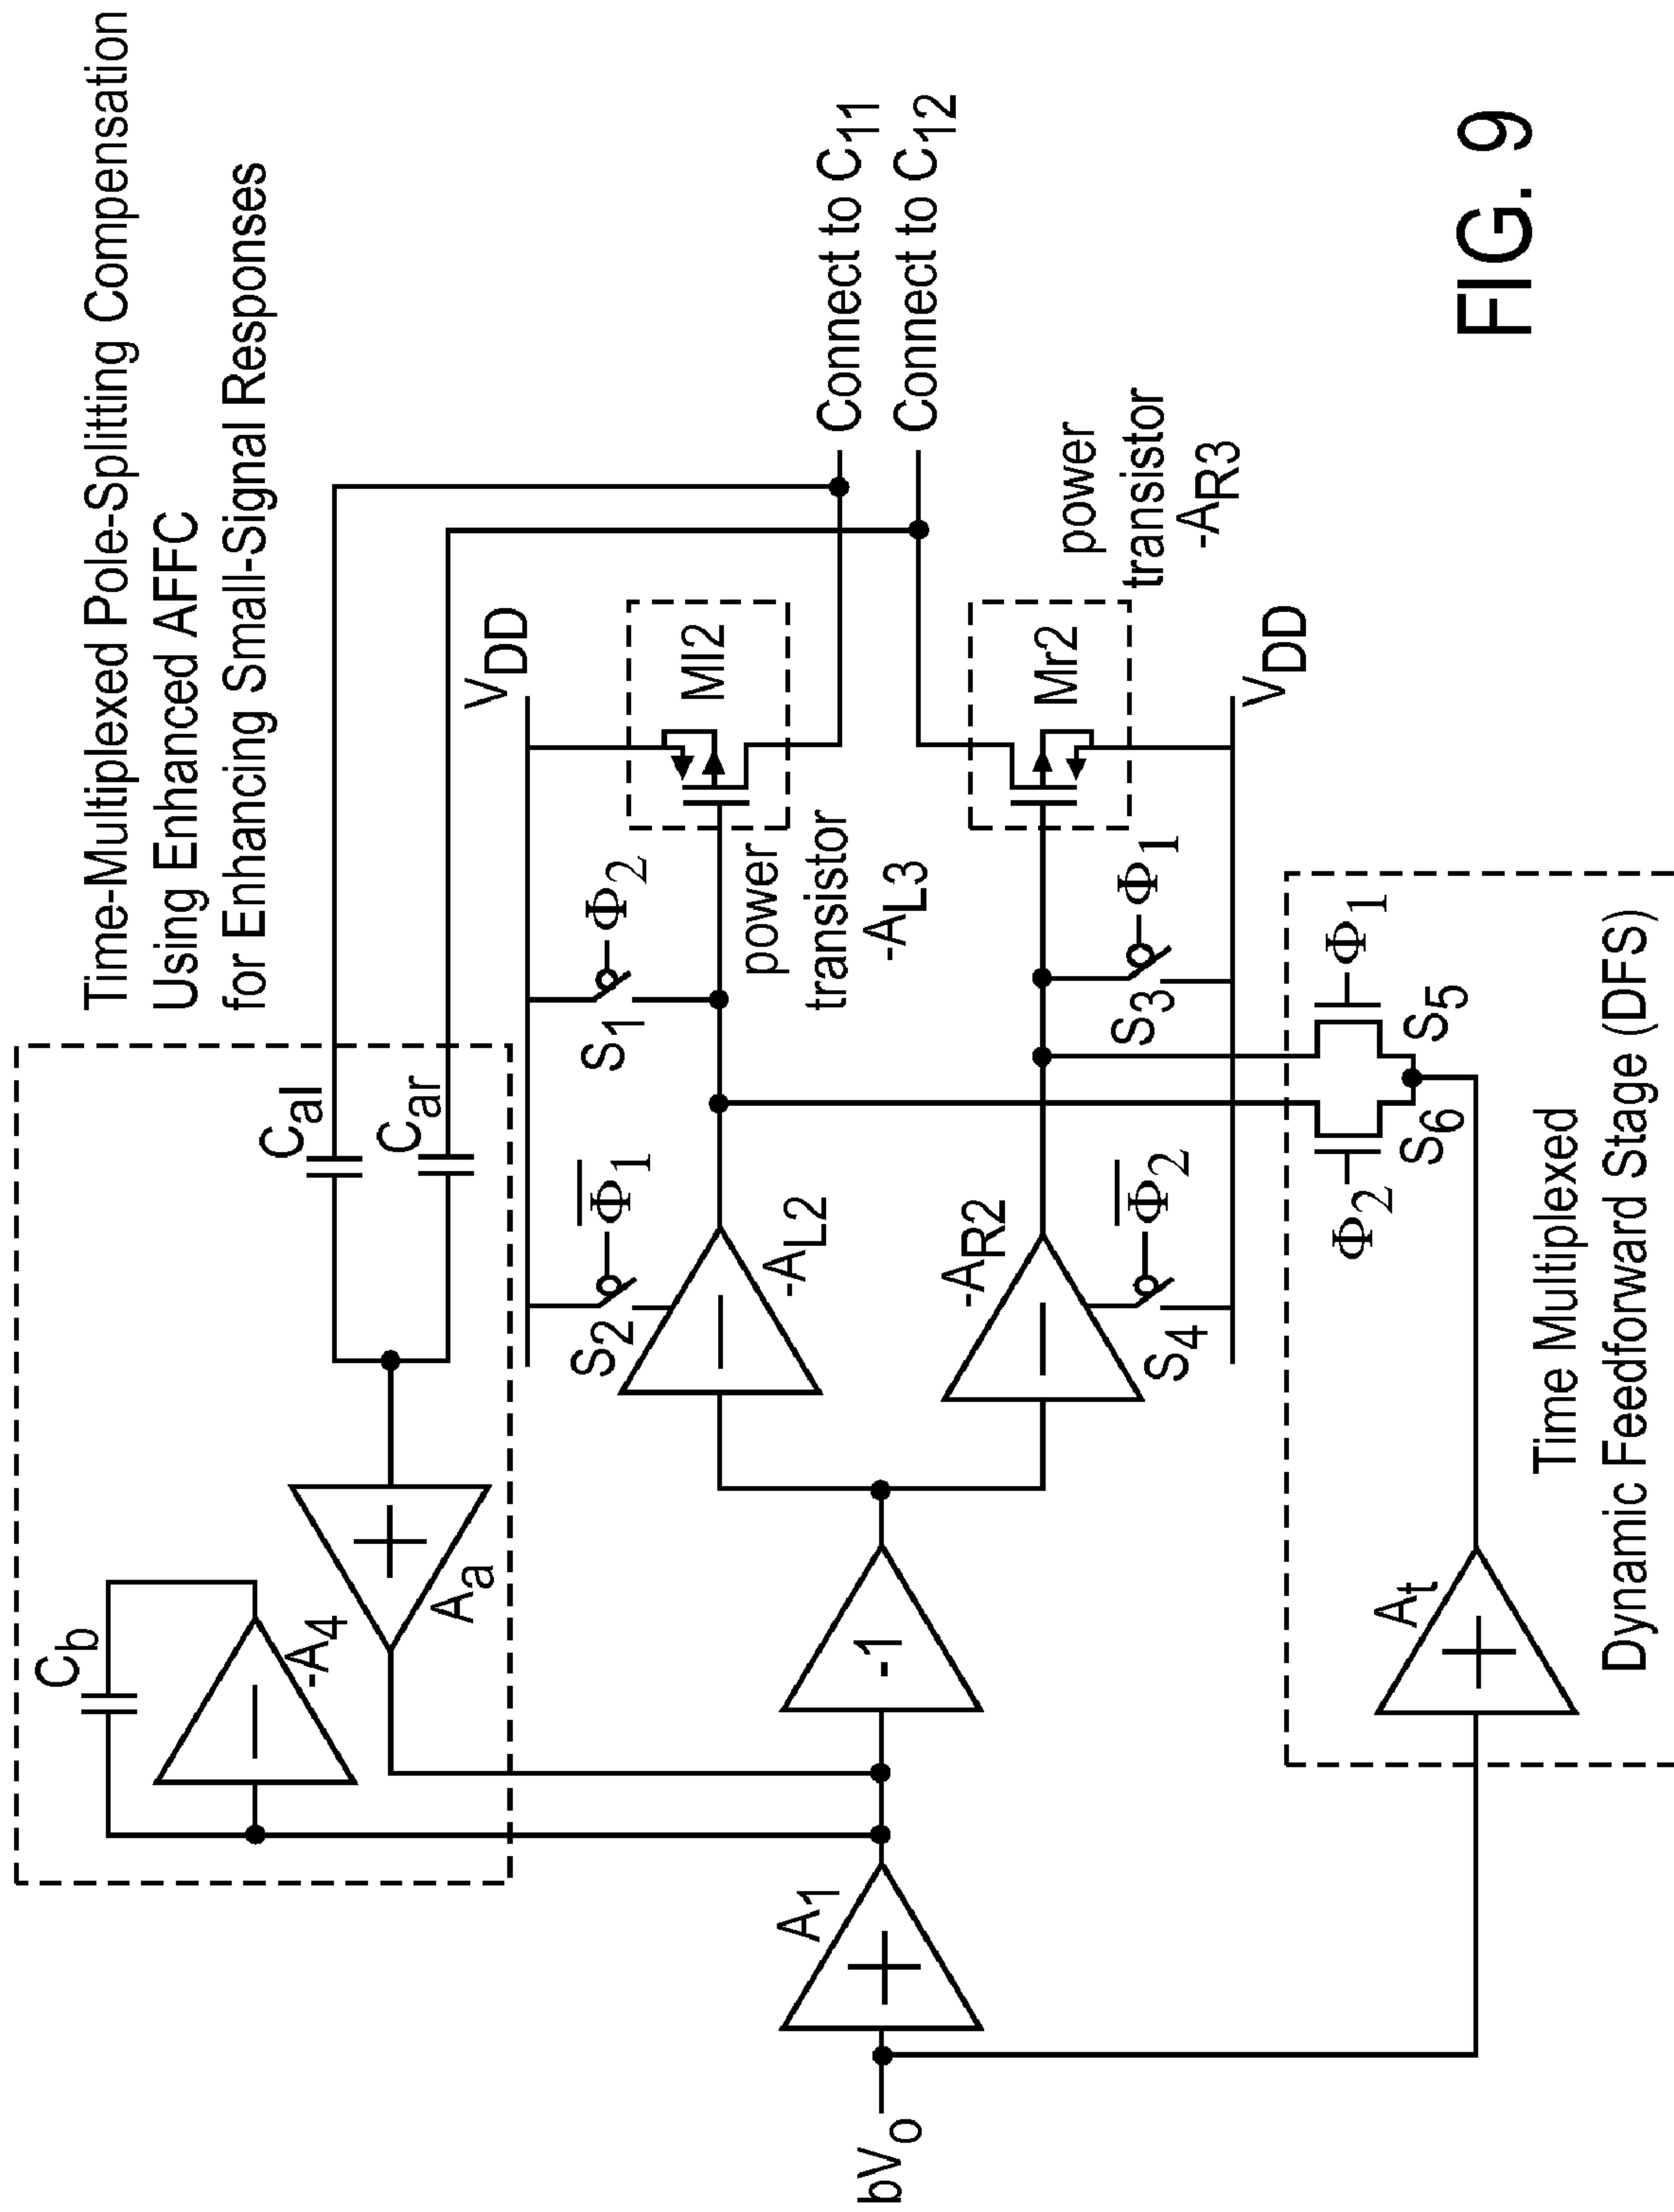 Time-Multiplexed Pole-Splitting Compensation
Using Enhanced AFFC
for Enhancing Small-Signal Responses
Cb
-A4
Aa
Cal
Car
VDD
S2
Φ1
S1
Φ2
Ml2
power
transistor
-AL3
Connect to C11
Connect to C12
bVo
A1
-1
-AL2
-AR2
Mr2
power
transistor
-AR3
S4
Φ2
S3
Φ1
VDD
At
Φ2
S6
S5
Φ1
Time Multiplexed
Dynamic Feedforward Stage (DFS)
FIG. 9